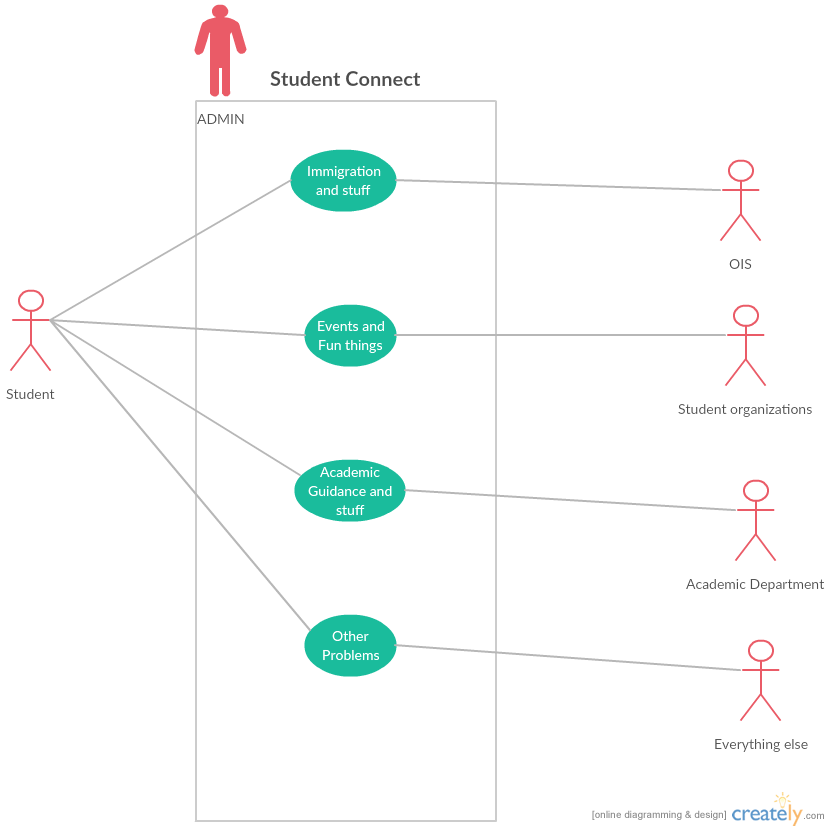 Student Connect
ADMIN
Immigration
and stuff
OIS
Events and
Fun things
Student
Student organizations
Academic
Guidance and
stuff
Academic Department
Other
Problems
Everything else
[online diagramming & design] creately.com